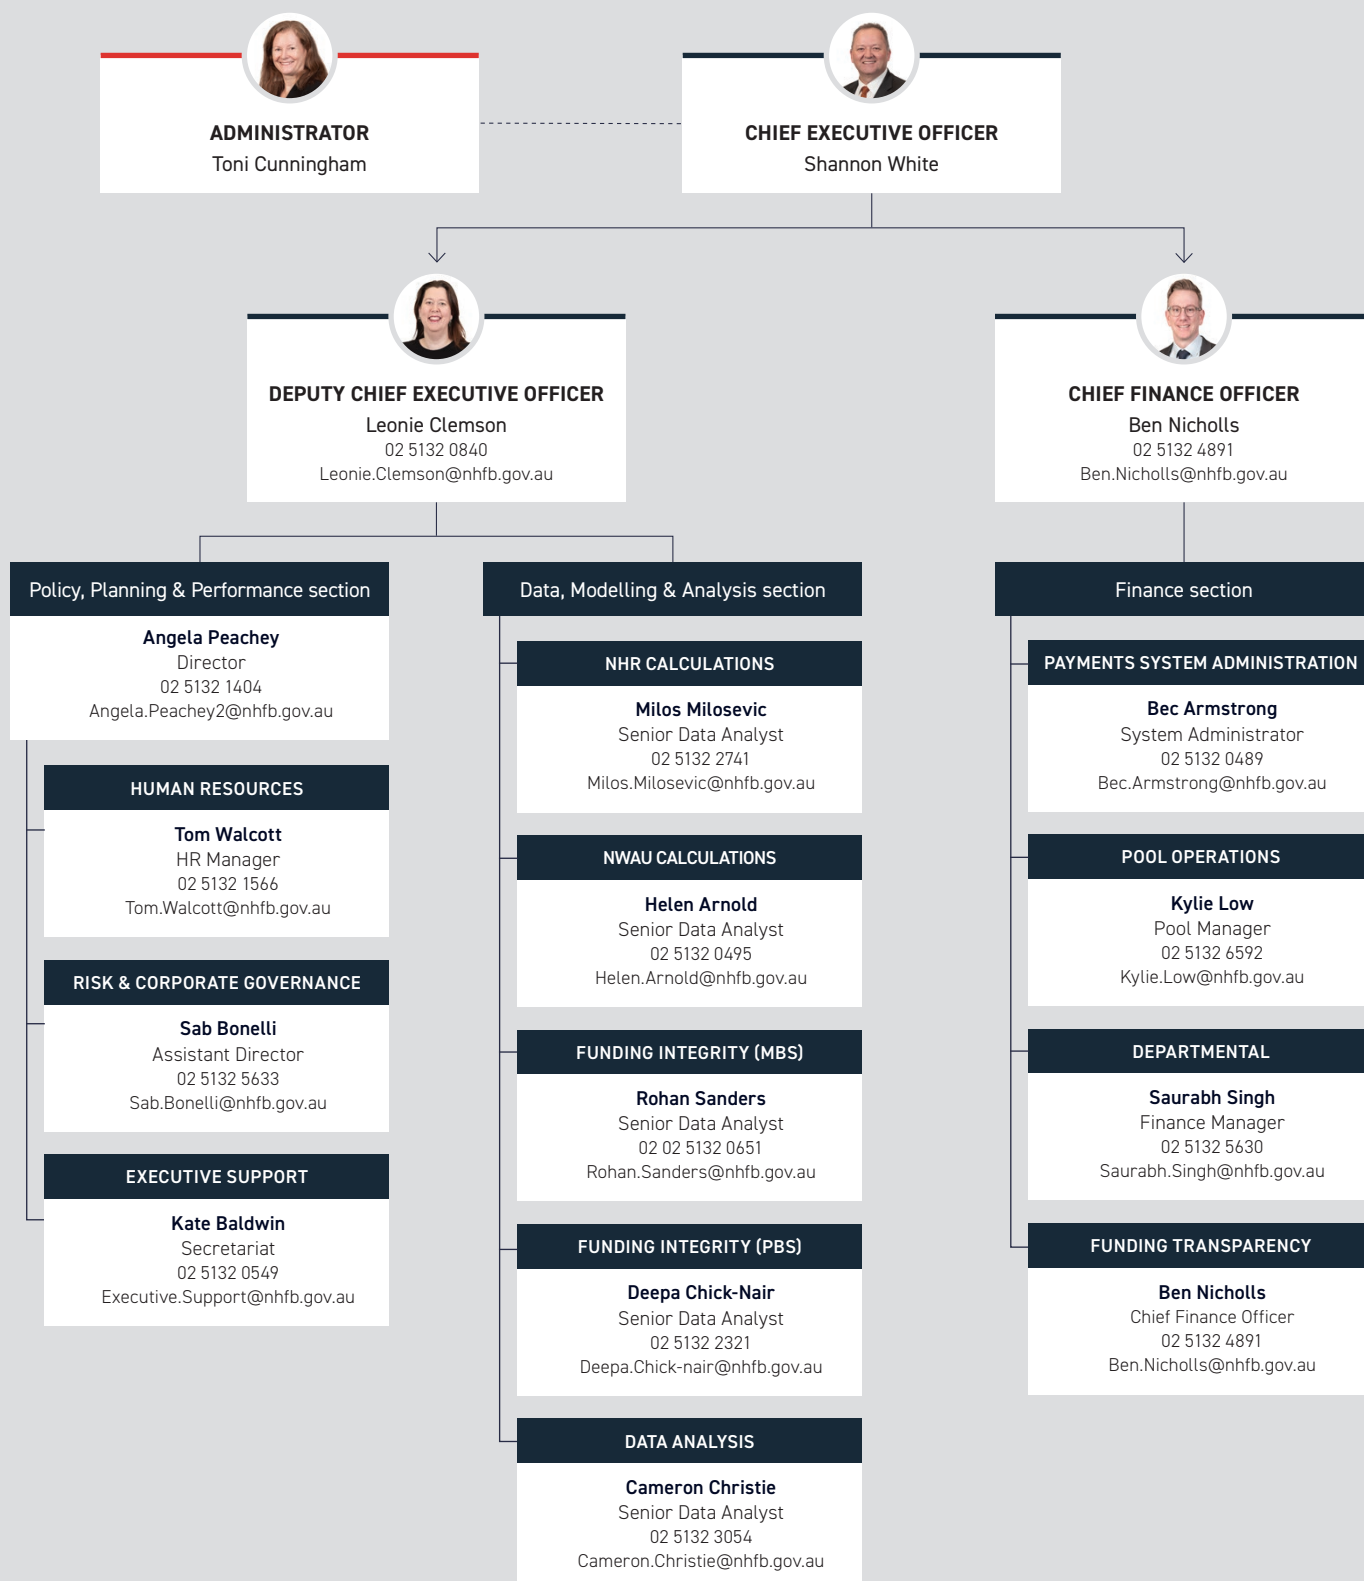 ADMINISTRATOR
Toni Cunningham
CHIEF EXECUTIVE OFFICER
Shannon White
DEPUTY CHIEF EXECUTIVE OFFICER
Leonie Clemson
02 5132 0840
Leonie.Clemson@nhfb.gov.au
CHIEF FINANCE OFFICER
Ben Nicholls
02 5132 4891
Ben.Nicholls@nhfb.gov.au
Policy, Planning & Performance section
Angela Peachey
Director
02 5132 1404
Angela.Peachey2@nhfb.gov.au
HUMAN RESOURCES
Tom Walcott
HR Manager
02 5132 1566
Tom.Walcott@nhfb.gov.au
RISK & CORPORATE GOVERNANCE
Sab Bonelli
Assistant Director
02 5132 5633
Sab.Bonelli@nhfb.gov.au
EXECUTIVE SUPPORT
Kate Baldwin
Secretariat
02 5132 0549
Executive.Support@nhfb.gov.au
Data, Modelling & Analysis section
NHR CALCULATIONS
Milos Milosevic
Senior Data Analyst
02 5132 2741
Milos.Milosevic@nhfb.gov.au
NWAU CALCULATIONS
Helen Arnold
Senior Data Analyst
02 5132 0495
Helen.Arnold@nhfb.gov.au
FUNDING INTEGRITY (MBS)
Rohan Sanders
Senior Data Analyst
02 02 5132 0651
Rohan.Sanders@nhfb.gov.au
FUNDING INTEGRITY (PBS)
Deepa Chick-Nair
Senior Data Analyst
02 5132 2321
Deepa.Chick-nair@nhfb.gov.au
DATA ANALYSIS
Cameron Christie
Senior Data Analyst
02 5132 3054
Cameron.Christie@nhfb.gov.au
Finance section
PAYMENTS SYSTEM ADMINISTRATION
Bec Armstrong
System Administrator
02 5132 0489
Bec.Armstrong@nhfb.gov.au
POOL OPERATIONS
Kylie Low
Pool Manager
02 5132 6592
Kylie.Low@nhfb.gov.au
DEPARTMENTAL
Saurabh Singh
Finance Manager
02 5132 5630
Saurabh.Singh@nhfb.gov.au
FUNDING TRANSPARENCY
Ben Nicholls
Chief Finance Officer
02 5132 4891
Ben.Nicholls@nhfb.gov.au